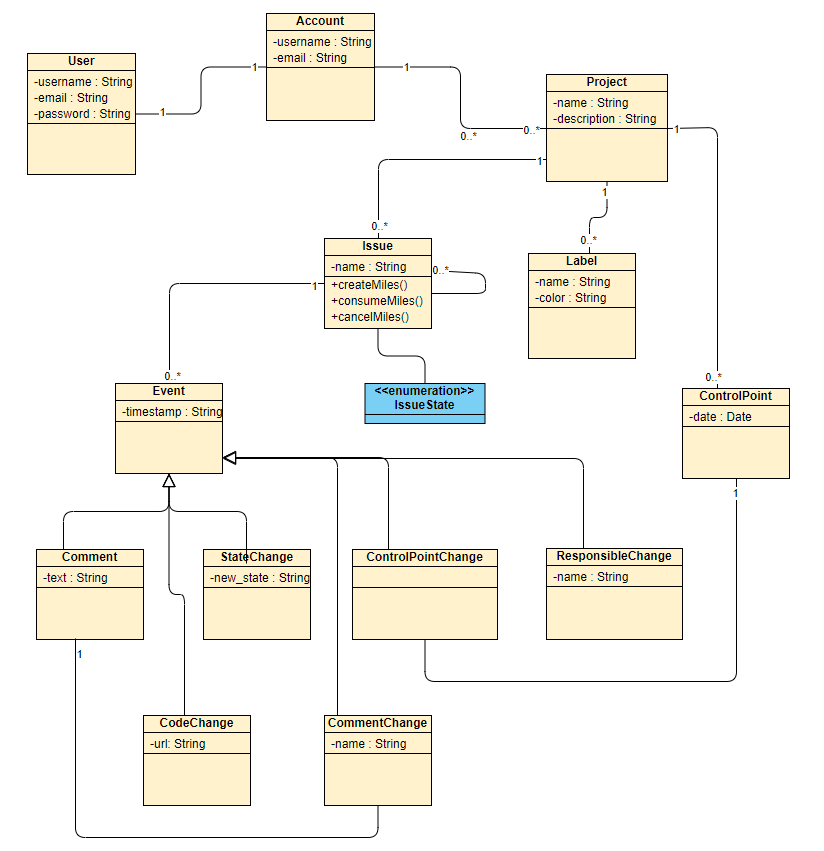 Account
-username : String
-email : String
User
-username : String
-email : String
-password : String
1
1
1
0..*
0..*
Project
-name : String
-description : String
1
1
1
0..*
0..*
0..*
Issue
-name : String
+createMiles()
+consumeMiles()
+cancelMiles()
0..*
1
Label
-name : String
-color : String
0..*
Event
-timestamp : String
<<enumeration>>
IssueState
ControlPoint
-date : Date
1
Comment
-text : String
StateChange
-new_state : String
ControlPointChange
ResponsibleChange
-name : String
1
CodeChange
-url: String
CommentChange
-name : String